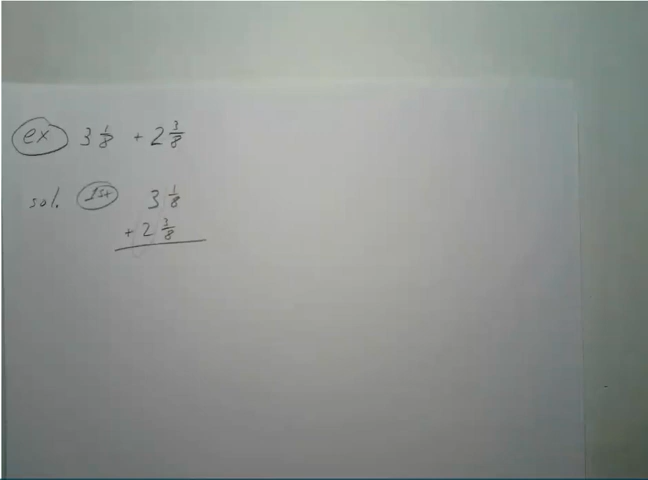 ex 3 1/8 + 2 3/8
sol. 1st 3 1/8
+ 2 3/8